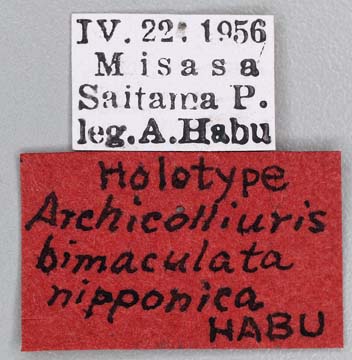 IV. 22. 1956
Misasa
Saitama P.
leg. A. Habu
Holotype
Archicolliuris
bimaculata
nipponica
HABU